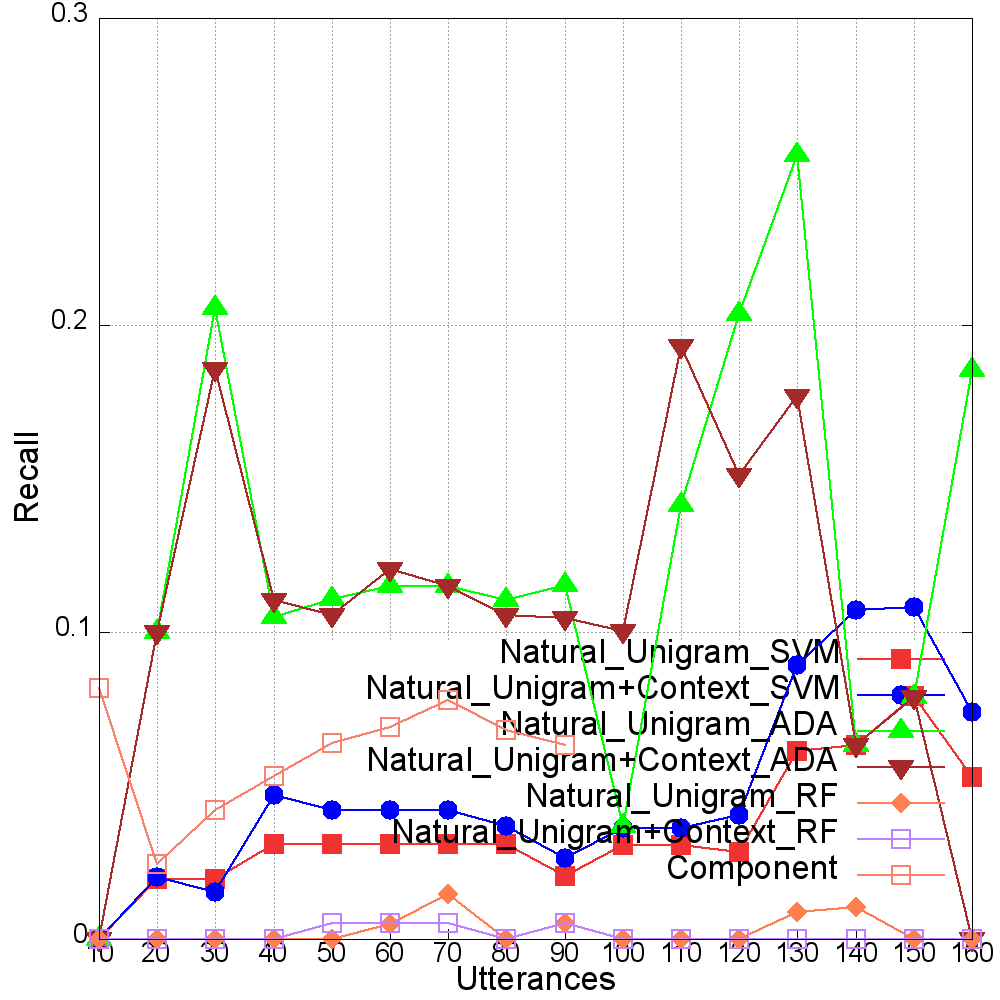 0.3
0.2
Recall
0.1
Natural_Unigram_SVM
Natural_Unigram+Context_SVM
Natural_Unigram_ADA
Natural_Unigram+Context_ADA
Natural_Unigram_RF
Natural_Unigram+Context_RF
Component
0
10 20 30 40 50 60 70 80 90 100 110 120 130 140 150 160
Utterances